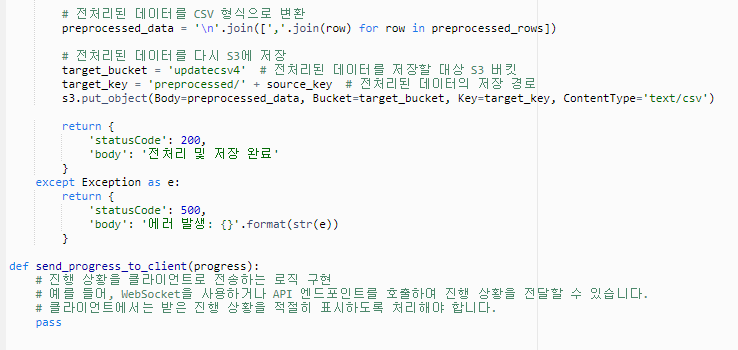 # 전처리된 데이터를 CSV 형식으로 변환
preprocessed_data = '\n'.join([','.join(row) for row in preprocessed_rows])
# 전처리된 데이터를 다시 S3에 저장
target_bucket = 'updatecsv4'  # 전처리된 데이터를 저장할 대상 S3 버킷
target_key = 'preprocessed/' + source_key  # 전처리된 데이터의 저장 경로
s3.put_object(Body=preprocessed_data, Bucket=target_bucket, Key=target_key, ContentType='text/csv')
return {
'statusCode': 200,
'body': '전처리 및 저장 완료'
}
except Exception as e:
return {
'statusCode': 500,
'body': '에러 발생: {}'.format(str(e))
}
def send_progress_to_client(progress):
# 진행 상황을 클라이언트로 전송하는 로직 구현
# 예를 들어, WebSocket을 사용하거나 API 엔드포인트를 호출하여 진행 상황을 전달할 수 있습니다.
# 클라이언트에서는 받은 진행 상황을 적절히 표시하도록 처리해야 합니다.
pass